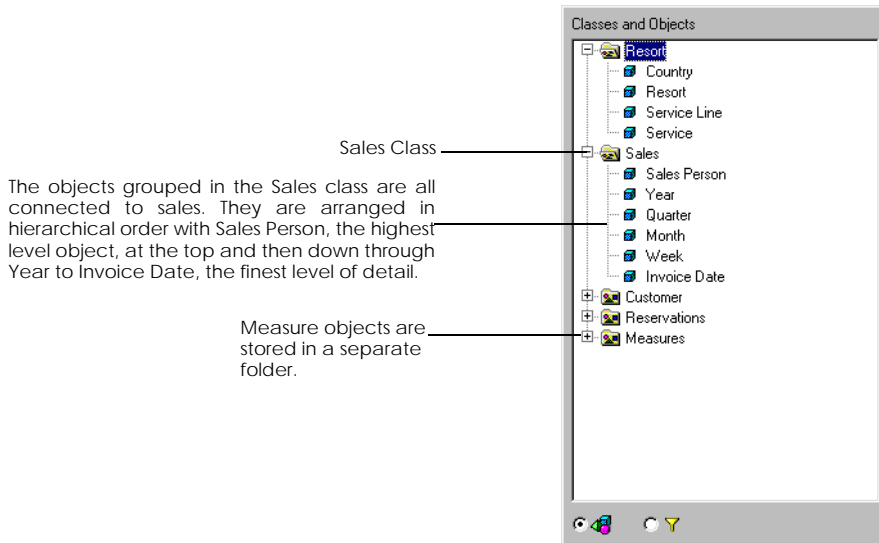 Classes and Objects
Resort
Country
Resort
Service Line
Service
Sales Class
Sales
The objects grouped in the Sales class are all
connected to sales. They are arranged in
hierarchical order with Sales Person, the highest
level object, at the top and then down through
Year to Invoice Date, the finest level of detail.
Sales Person
Year
Quarter
Month
Week
Invoice Date
Customer
Reservations
Measure objects are
stored in a separate
folder.
Measures